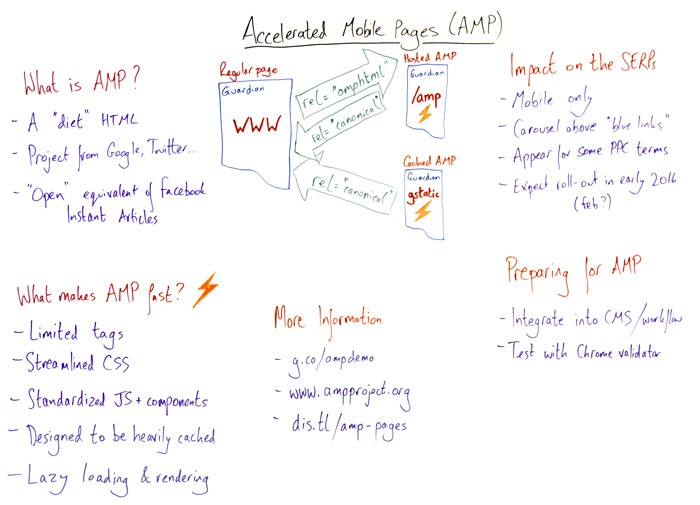 Accelerated Mobile Pages (AMP)
What is AMP?
- A "diet" HTML
- Project from Google, Twitter...
- "Open" equivalent of Facebook
Instant Articles
Regular page
Guardian
WWW
rel="amphtml"
rel="canonical"
Hosted AMP
Guardian
/amp
Cached AMP
Guardian
gstatic
rel="canonical"
Impact on the SERPs
- Mobile only
- Carousel above "blue links"
- Appear for some PPC terms
- Expect roll-out in early 2016
(feb?)
What makes AMP fast?
- Limited tags
- Streamlined CSS
- Standardized JS + components
- Designed to be heavily cached
- Lazy loading & rendering
More Information
- g.co/ampdemo
- www.ampproject.org
- dis.tl/amp-pages
Preparing for AMP
- Integrate into CMS/workflow
- Test with Chrome validator